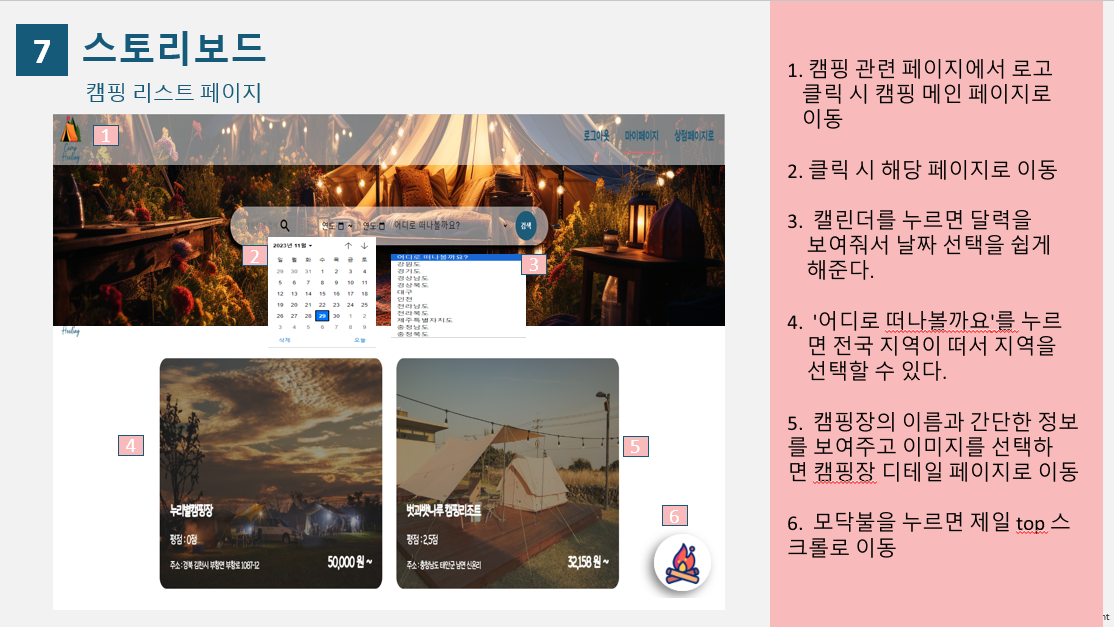 7
스토리보드
캠핑 리스트 페이지
1
로그아웃 마이페이지 상담페이지로
Camp
Healing
연도 연도 어디로 떠나볼까요? 검색
2
3
2023년 11월
일 월 화 수 목 금 토
29 30 31 1 2 3 4
5 6 7 8 9 10 11
12 13 14 15 16 17 18
19 20 21 22 23 24 25
26 27 28 29 30 1 2
3 4 5 6 7 8 9
삭제 오늘
어디로 떠나볼까요?
강원도
경기도
경상남도
경상북도
대구
인천
전라남도
전라북도
제주특별자치도
충청남도
충청북도
Healing
4
누리별캠핑장
평점 : 0점
50,000 원 ~
주소 : 경북 김천시 부항면 부항로 1087-12
5
벗과뱃나루 캠핑리조트
평점 : 2.5점
32,158 원 ~
주소 : 충청남도 태안군 남면 신온리
6
1. 캠핑 관련 페이지에서 로고
클릭 시 캠핑 메인 페이지로
이동
2. 클릭 시 해당 페이지로 이동
3. 캘린더를 누르면 달력을
보여줘서 날짜 선택을 쉽게
해준다.
4. '어디로 떠나볼까요'를 누르
면 전국 지역이 떠서 지역을
선택할 수 있다.
5. 캠핑장의 이름과 간단한 정보
를 보여주고 이미지를 선택하
면 캠핑장 디테일 페이지로 이동
6. 모닥불을 누르면 제일 top 스
크롤로 이동